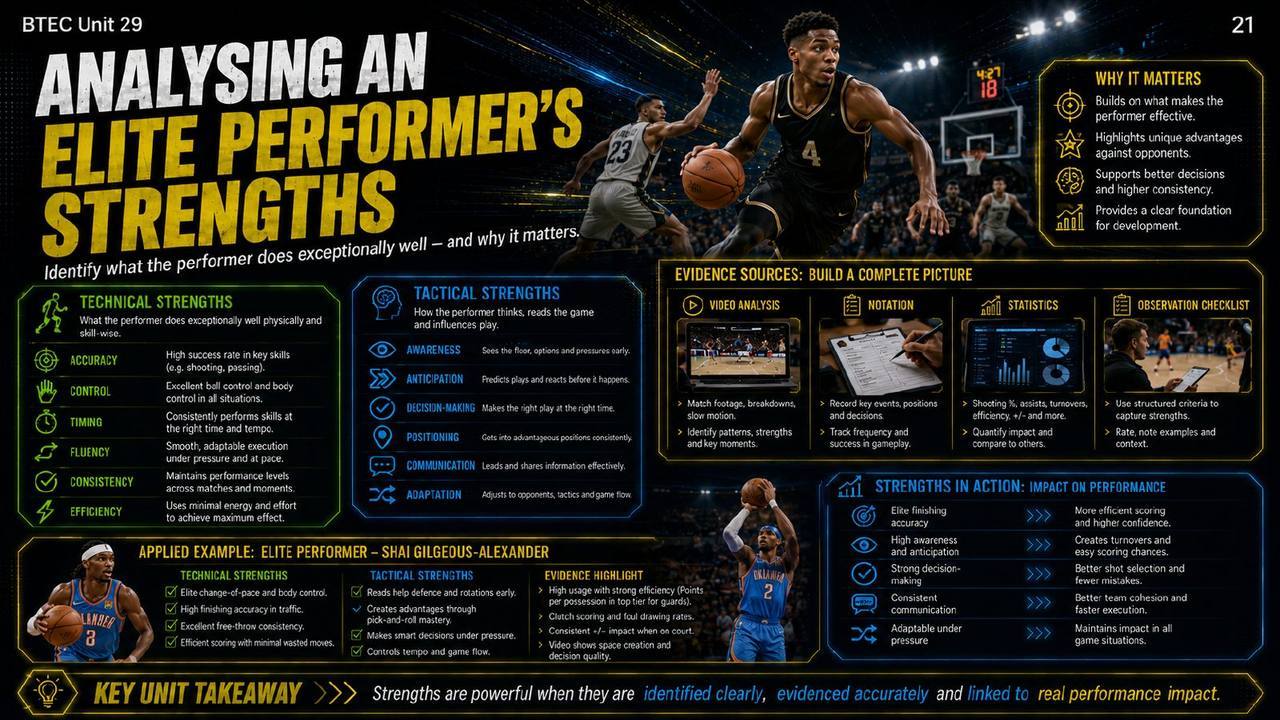 BTEC Unit 29
21
ANALYSING AN
ELITE PERFORMER'S
STRENGTHS
Identify what the performer does exceptionally well – and why it matters.
23
4
4:27
18
WHY IT MATTERS
Builds on what makes the
performer effective.
Highlights unique advantages
against opponents.
Supports better decisions
and higher consistency.
Provides a clear foundation
for development.
TECHNICAL STRENGTHS
What the performer does exceptionally well physically and
skill-wise.
ACCURACY
High success rate in key skills
(e.g. shooting, passing).
CONTROL
Excellent ball control and body
control in all situations.
TIMING
Consistently performs skills at
the right time and tempo.
FLUENCY
Smooth, adaptable execution
under pressure and at pace.
CONSISTENCY
Maintains performance levels
across matches and moments.
EFFICIENCY
Uses minimal energy and effort
to achieve maximum effect.
TACTICAL STRENGTHS
How the performer thinks, reads the game
and influences play.
AWARENESS Sees the floor, options and pressures early.
ANTICIPATION Predicts plays and reacts before it happens.
DECISION-MAKING Makes the right play at the right time.
POSITIONING Gets into advantageous positions consistently.
COMMUNICATION Leads and shares information effectively.
ADAPTATION Adjusts to opponents, tactics and game flow.
EVIDENCE SOURCES: BUILD A COMPLETE PICTURE
VIDEO ANALYSIS
> Match footage, breakdowns,
slow motion.
> Identify patterns, strengths
and key moments.
NOTATION
> Record key events, positions
and decisions.
> Track frequency and
success in gameplay.
STATISTICS
> Shooting %, assists, turnovers,
efficiency, +/– and more.
> Quantify impact and
compare to others.
OBSERVATION CHECKLIST
> Use structured criteria to
capture strengths.
> Rate, note examples and
context.
STRENGTHS IN ACTION: IMPACT ON PERFORMANCE
Elite finishing
accuracy
>>>
More efficient scoring
and higher confidence.
High awareness
and anticipation
>>>
Creates turnovers and
easy scoring chances.
Strong decision-
making
>>>
Better shot selection and
fewer mistakes.
Consistent
communication
>>>
Better team cohesion and
faster execution.
Adaptable under
pressure
>>>
Maintains impact in all
game situations.
APPLIED EXAMPLE: ELITE PERFORMER – SHAI GILGEOUS-ALEXANDER
TECHNICAL STRENGTHS
Elite change-of-pace and body control.
High finishing accuracy in traffic.
Excellent free-throw consistency.
Efficient scoring with minimal wasted moves.
TACTICAL STRENGTHS
Reads help defence and rotations early.
Creates advantages through
pick-and-roll mastery.
Makes smart decisions under pressure.
Controls tempo and game flow.
EVIDENCE HIGHLIGHT
> High usage with strong efficiency (Points
per possession in top tier for guards).
> Clutch scoring and foul drawing rates.
> Consistent +/– impact when on court.
> Video shows space creation and
decision quality.
2
KEY UNIT TAKEAWAY >>> Strengths are powerful when they are identified clearly, evidenced accurately and linked to real performance impact.